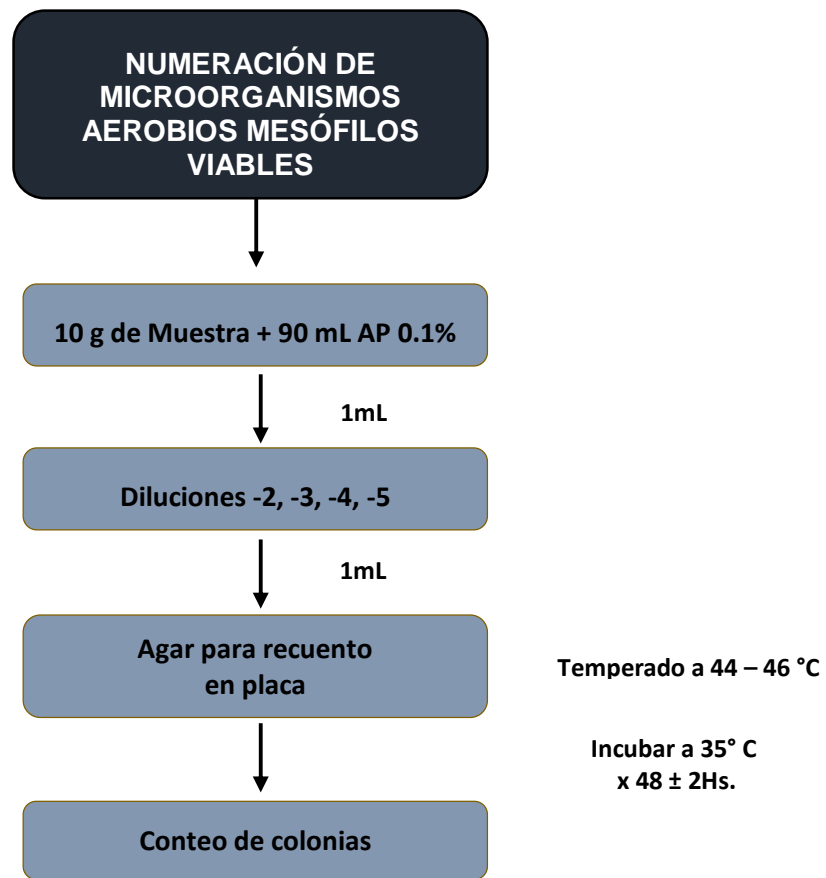 NUMERACIÓN DE
MICROORGANISMOS
AEROBIOS MESÓFILOS
VIABLES
10 g de Muestra + 90 mL AP 0.1%
1mL
Diluciones -2, -3, -4, -5
1mL
Agar para recuento
en placa
Temperado a 44 – 46 °C
Incubar a 35° C
x 48 ± 2Hs.
Conteo de colonias